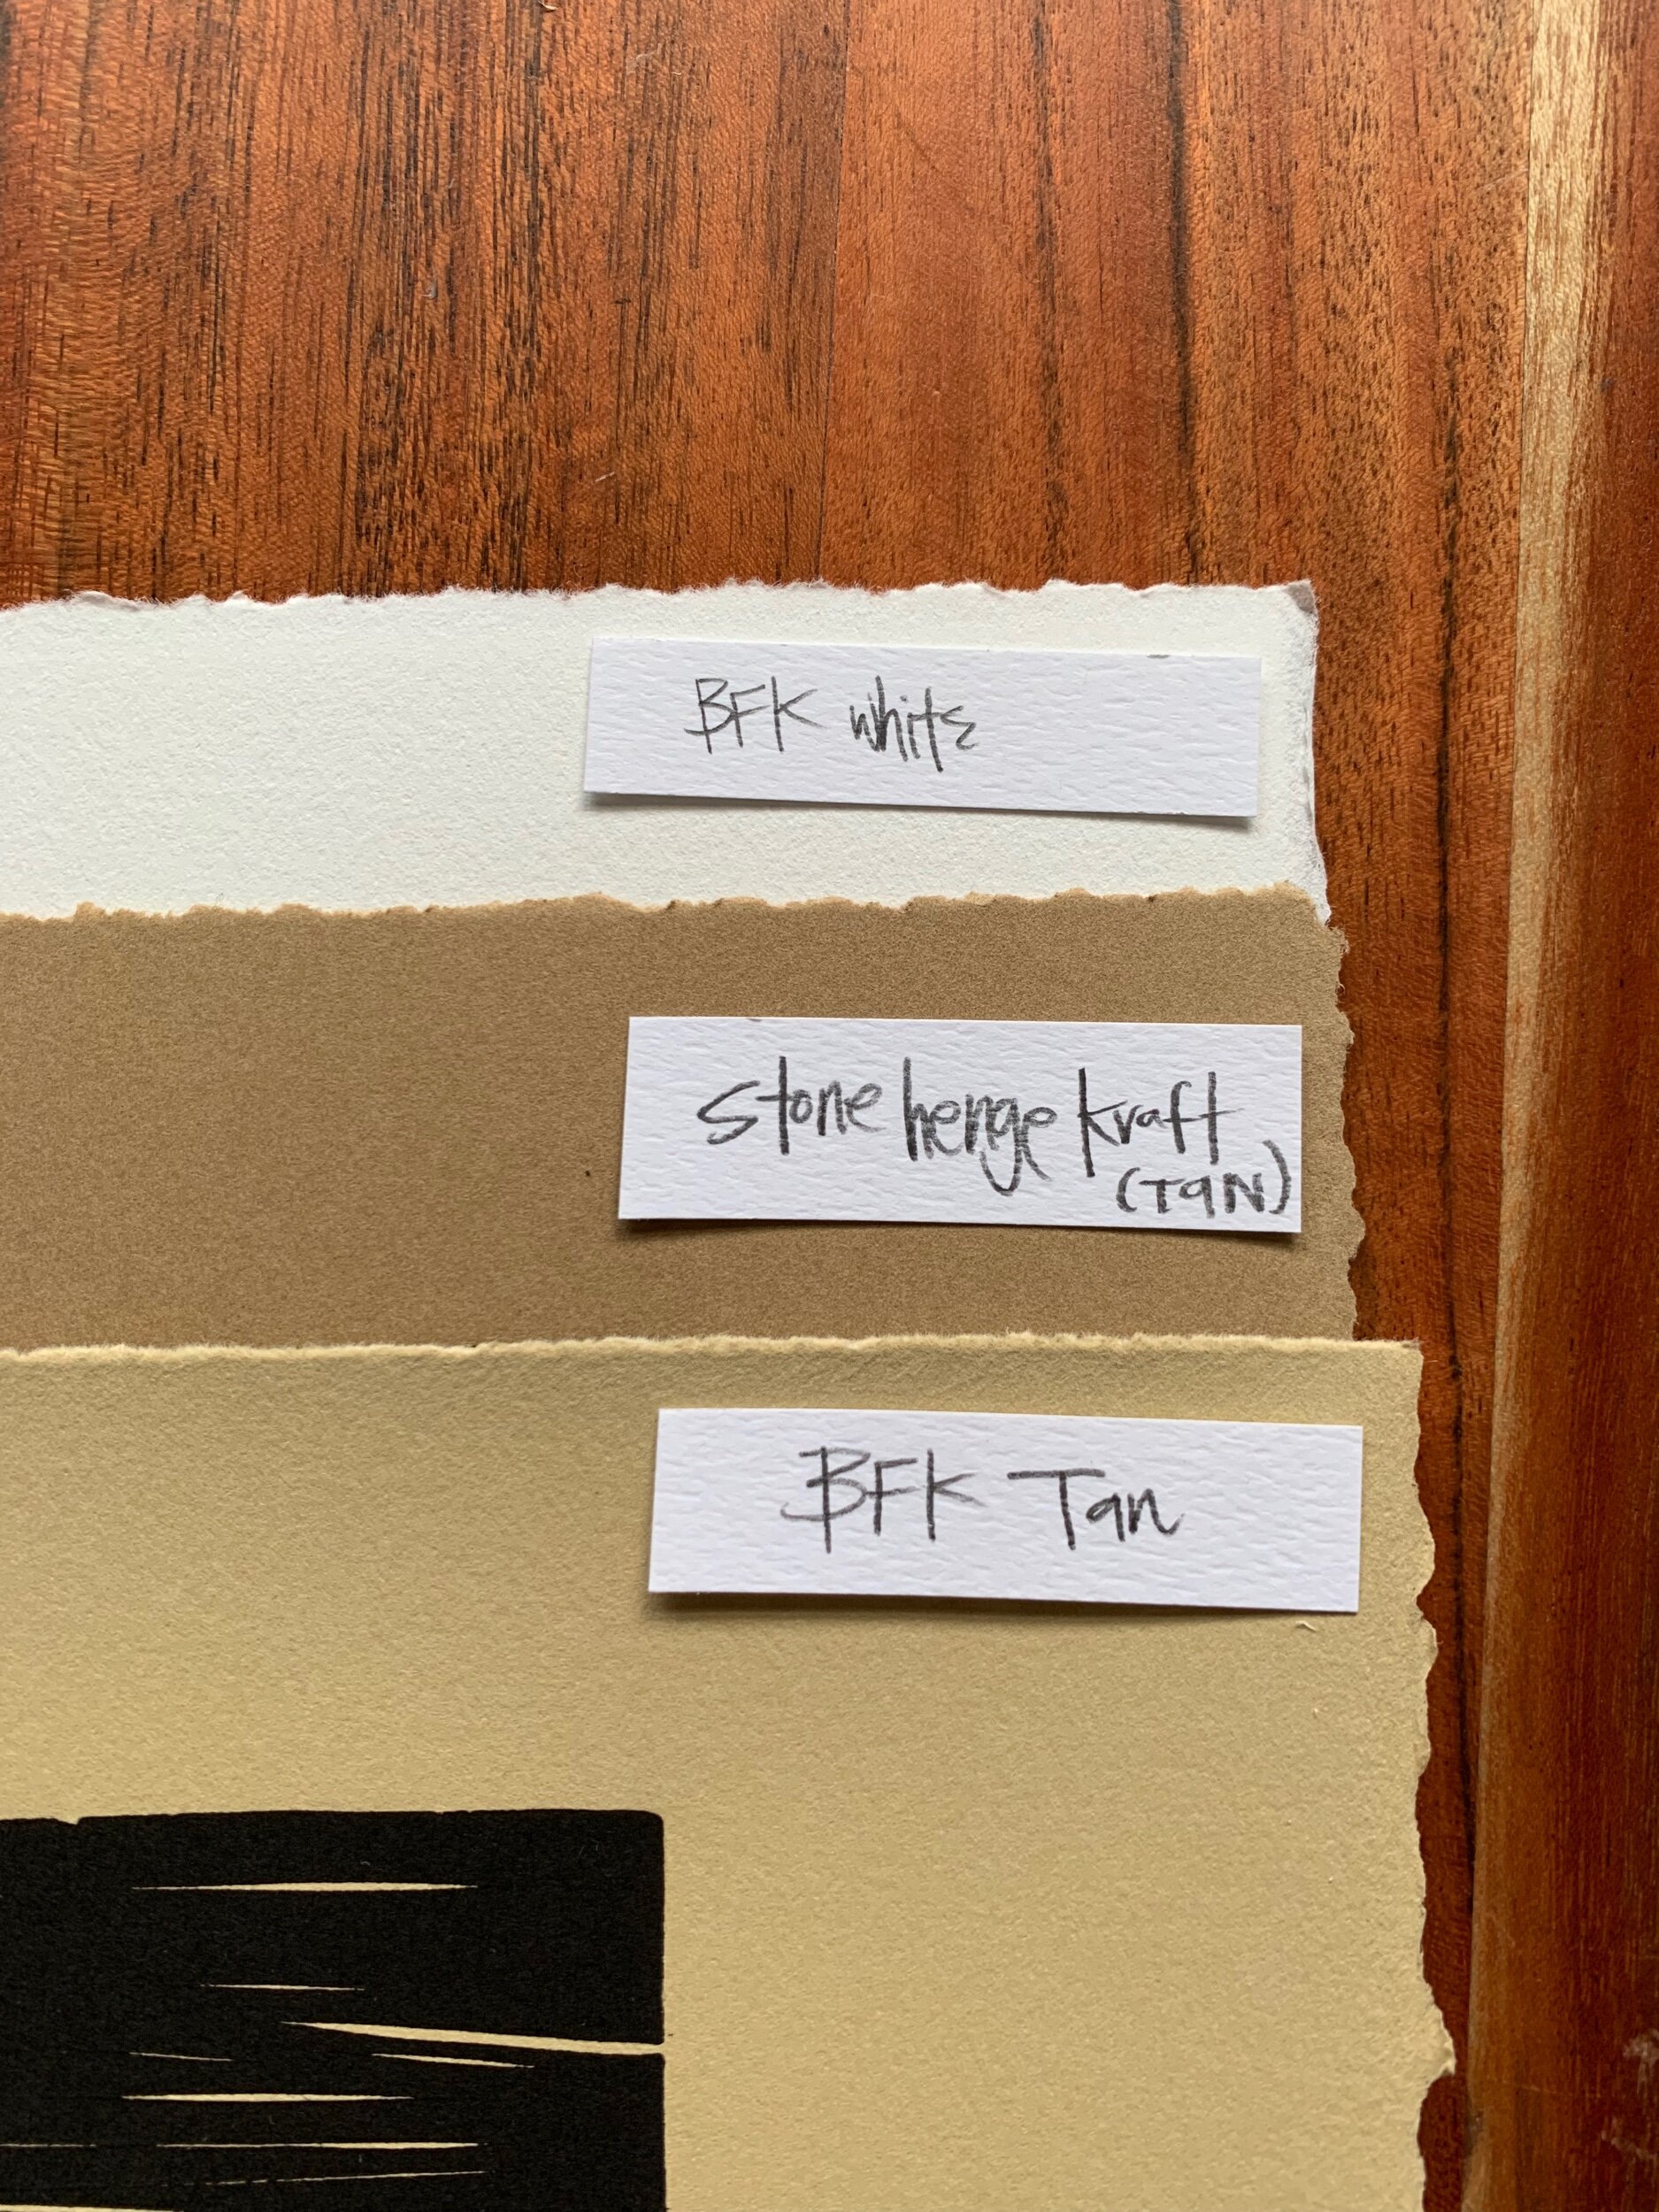 BFK white
Stone henge kraft
(TaN)
BFK Tan